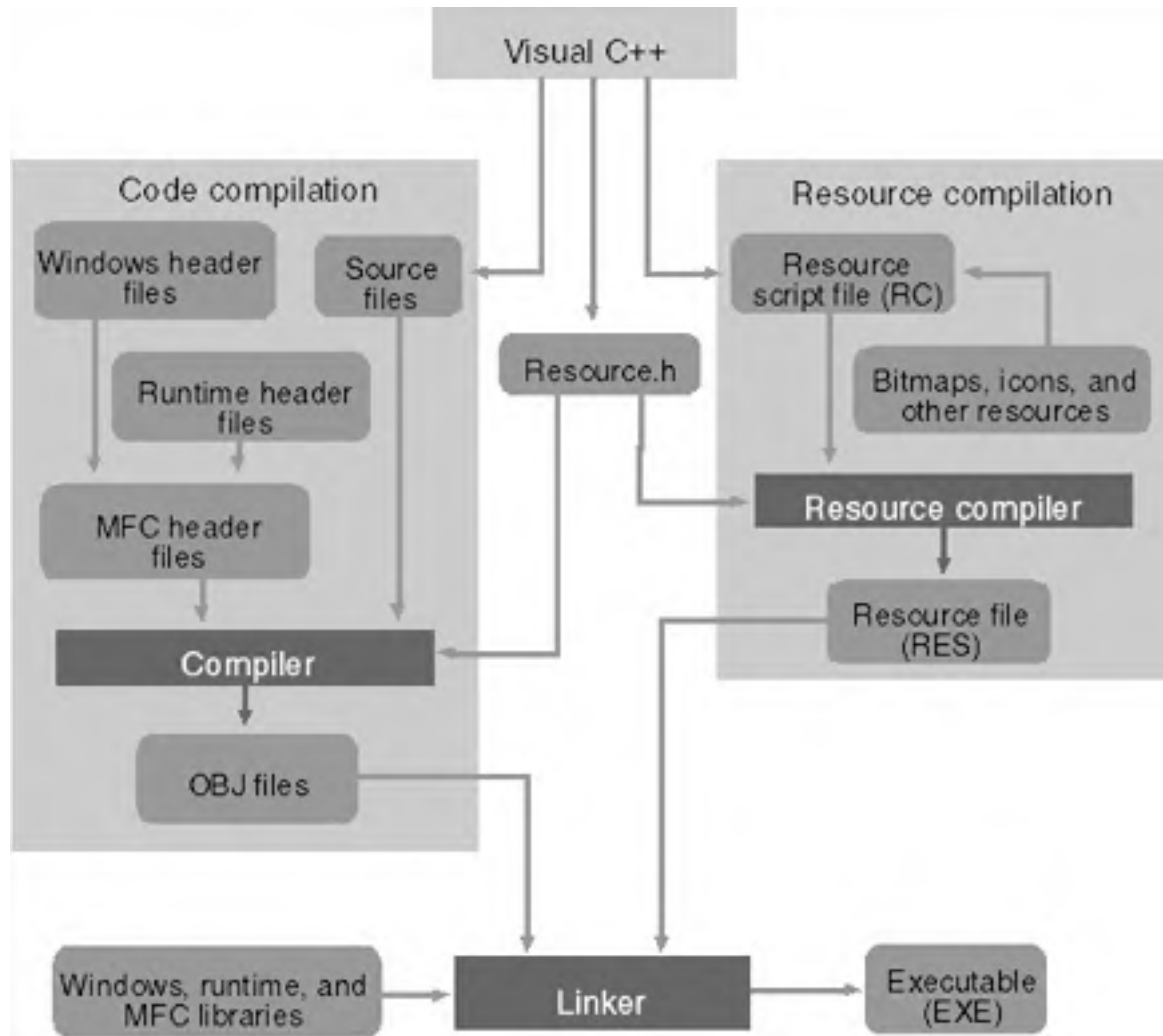 Visual C++
Code compilation
Windows header
files
Source
files
Runtime header
files
MFC header
files
Compiler
OBJ files
Resource.h
Resource compilation
Resource
script file (RC)
Bitmaps, icons, and
other resources
Resource compiler
Resource file
(RES)
Windows, runtime, and
MFC libraries
Linker
Executable
(EXE)